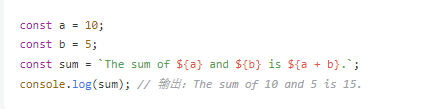 const a = 10;
const b = 5;
const sum = `The sum of ${a} and ${b} is ${a + b}.`;
console.log(sum); // 输出: The sum of 10 and 5 is 15.